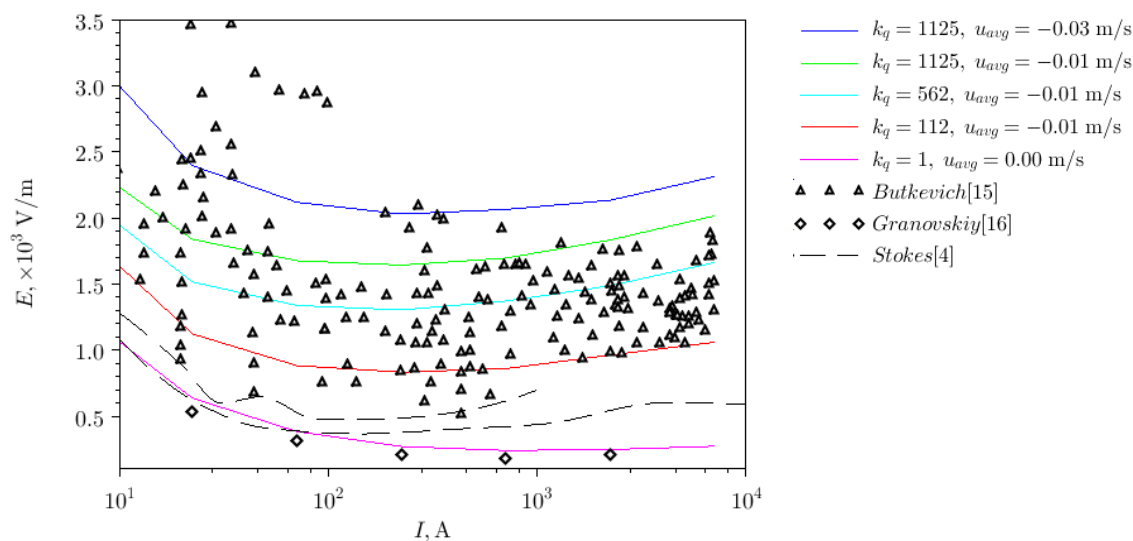 3.5
3.0
2.5
2.0
1.5
1.0
0.5
E, ×10³ V/m
10¹
10²
10³
10⁴
I, A
k_q = 1125, u_avg = −0.03 m/s
k_q = 1125, u_avg = −0.01 m/s
k_q = 562, u_avg = −0.01 m/s
k_q = 112, u_avg = −0.01 m/s
k_q = 1, u_avg = 0.00 m/s
Butkevich[15]
Granovskiy[16]
Stokes[4]